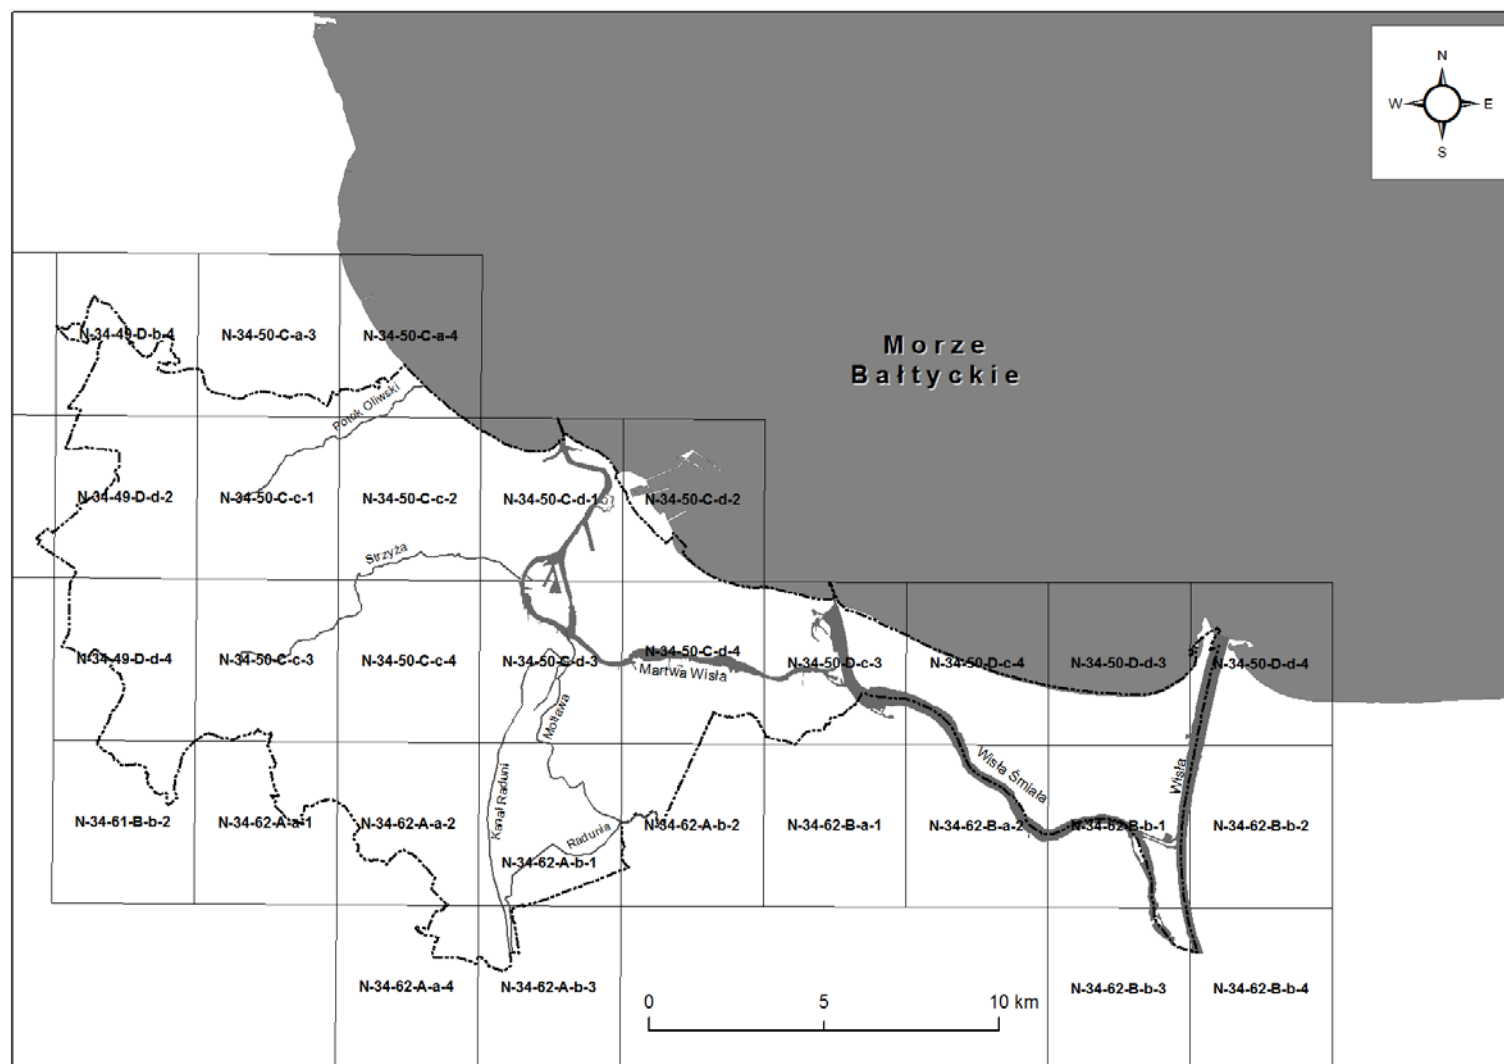 N
W E
S
Morze
Bałtyckie
N-34-49-D-b-4
N-34-50-C-a-3
N-34-50-C-a-4
Potok Oliwski
N-34-49-D-d-2
N-34-50-C-c-1
N-34-50-C-c-2
N-34-50-C-d-1
N-34-50-C-d-2
Strzyża
N-34-49-D-d-4
N-34-50-C-c-3
N-34-50-C-c-4
N-34-50-C-d-3
N-34-50-C-d-4
N-34-50-D-c-3
N-34-50-D-c-4
N-34-50-D-d-3
N-34-50-D-d-4
Martwa Wisła
Motława
Wisła Śmiała
Wisła
Kanał Raduni
Radunia
N-34-61-B-b-2
N-34-62-A-a-1
N-34-62-A-a-2
N-34-62-A-b-1
N-34-62-A-b-2
N-34-62-B-a-1
N-34-62-B-a-2
N-34-62-B-b-1
N-34-62-B-b-2
N-34-62-A-a-4
N-34-62-A-b-3
N-34-62-B-b-3
N-34-62-B-b-4
0 5 10 km